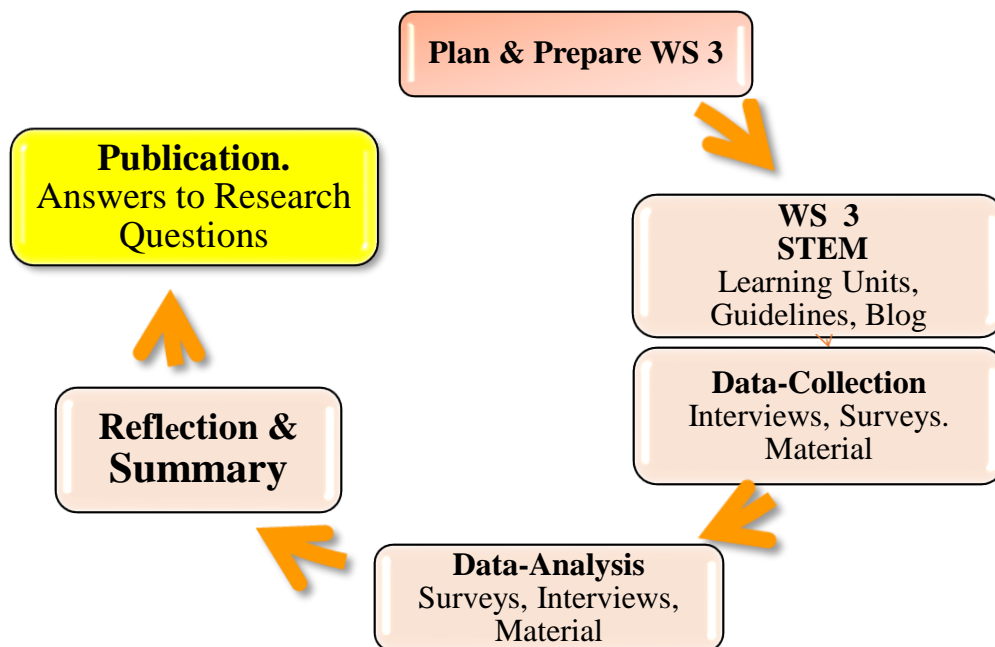 Plan & Prepare WS 3
WS 3
STEM
Learning Units,
Guidelines, Blog
Data-Collection
Interviews, Surveys.
Material
Data-Analysis
Surveys, Interviews,
Material
Reflection &
Summary
Publication.
Answers to Research
Questions